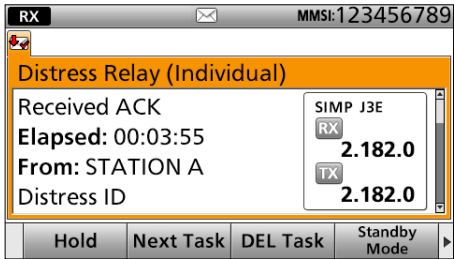 RX MMSI:123456789
Distress Relay (Individual)
Received ACK
Elapsed: 00:03:55
From: STATION A
Distress ID
SIMP J3E
RX
2.182.0
TX
2.182.0
Hold Next Task DEL Task Standby Mode